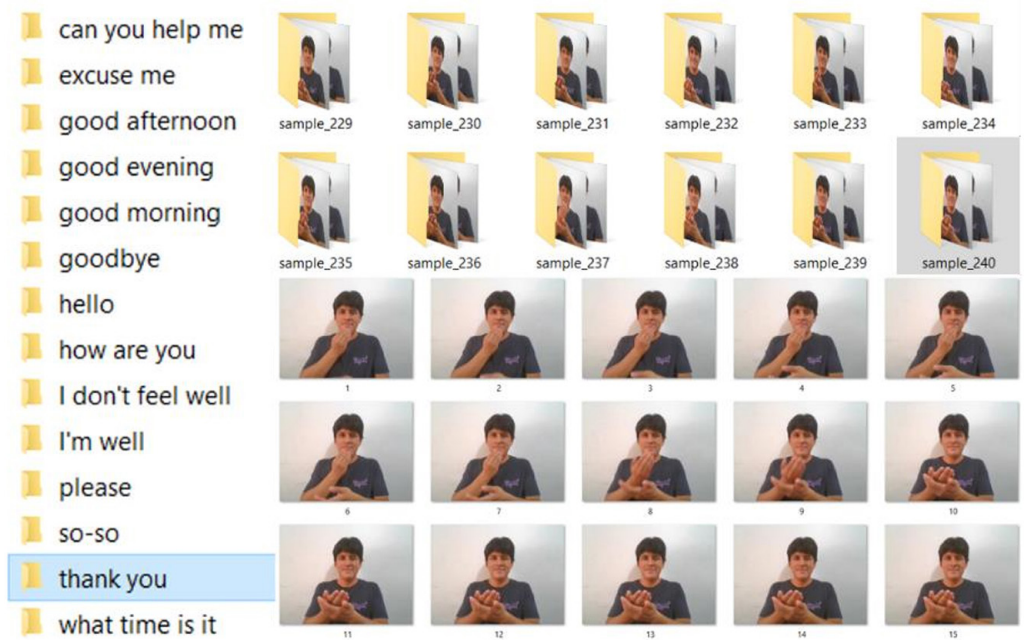 can you help me
excuse me
good afternoon
good evening
good morning
goodbye
hello
how are you
I don't feel well
I'm well
please
so-so
thank you
what time is it
sample_229 sample_230 sample_231 sample_232 sample_233 sample_234
sample_235 sample_236 sample_237 sample_238 sample_239 sample_240
1 2 3 4 5
6 7 8 9 10
11 12 13 14 15